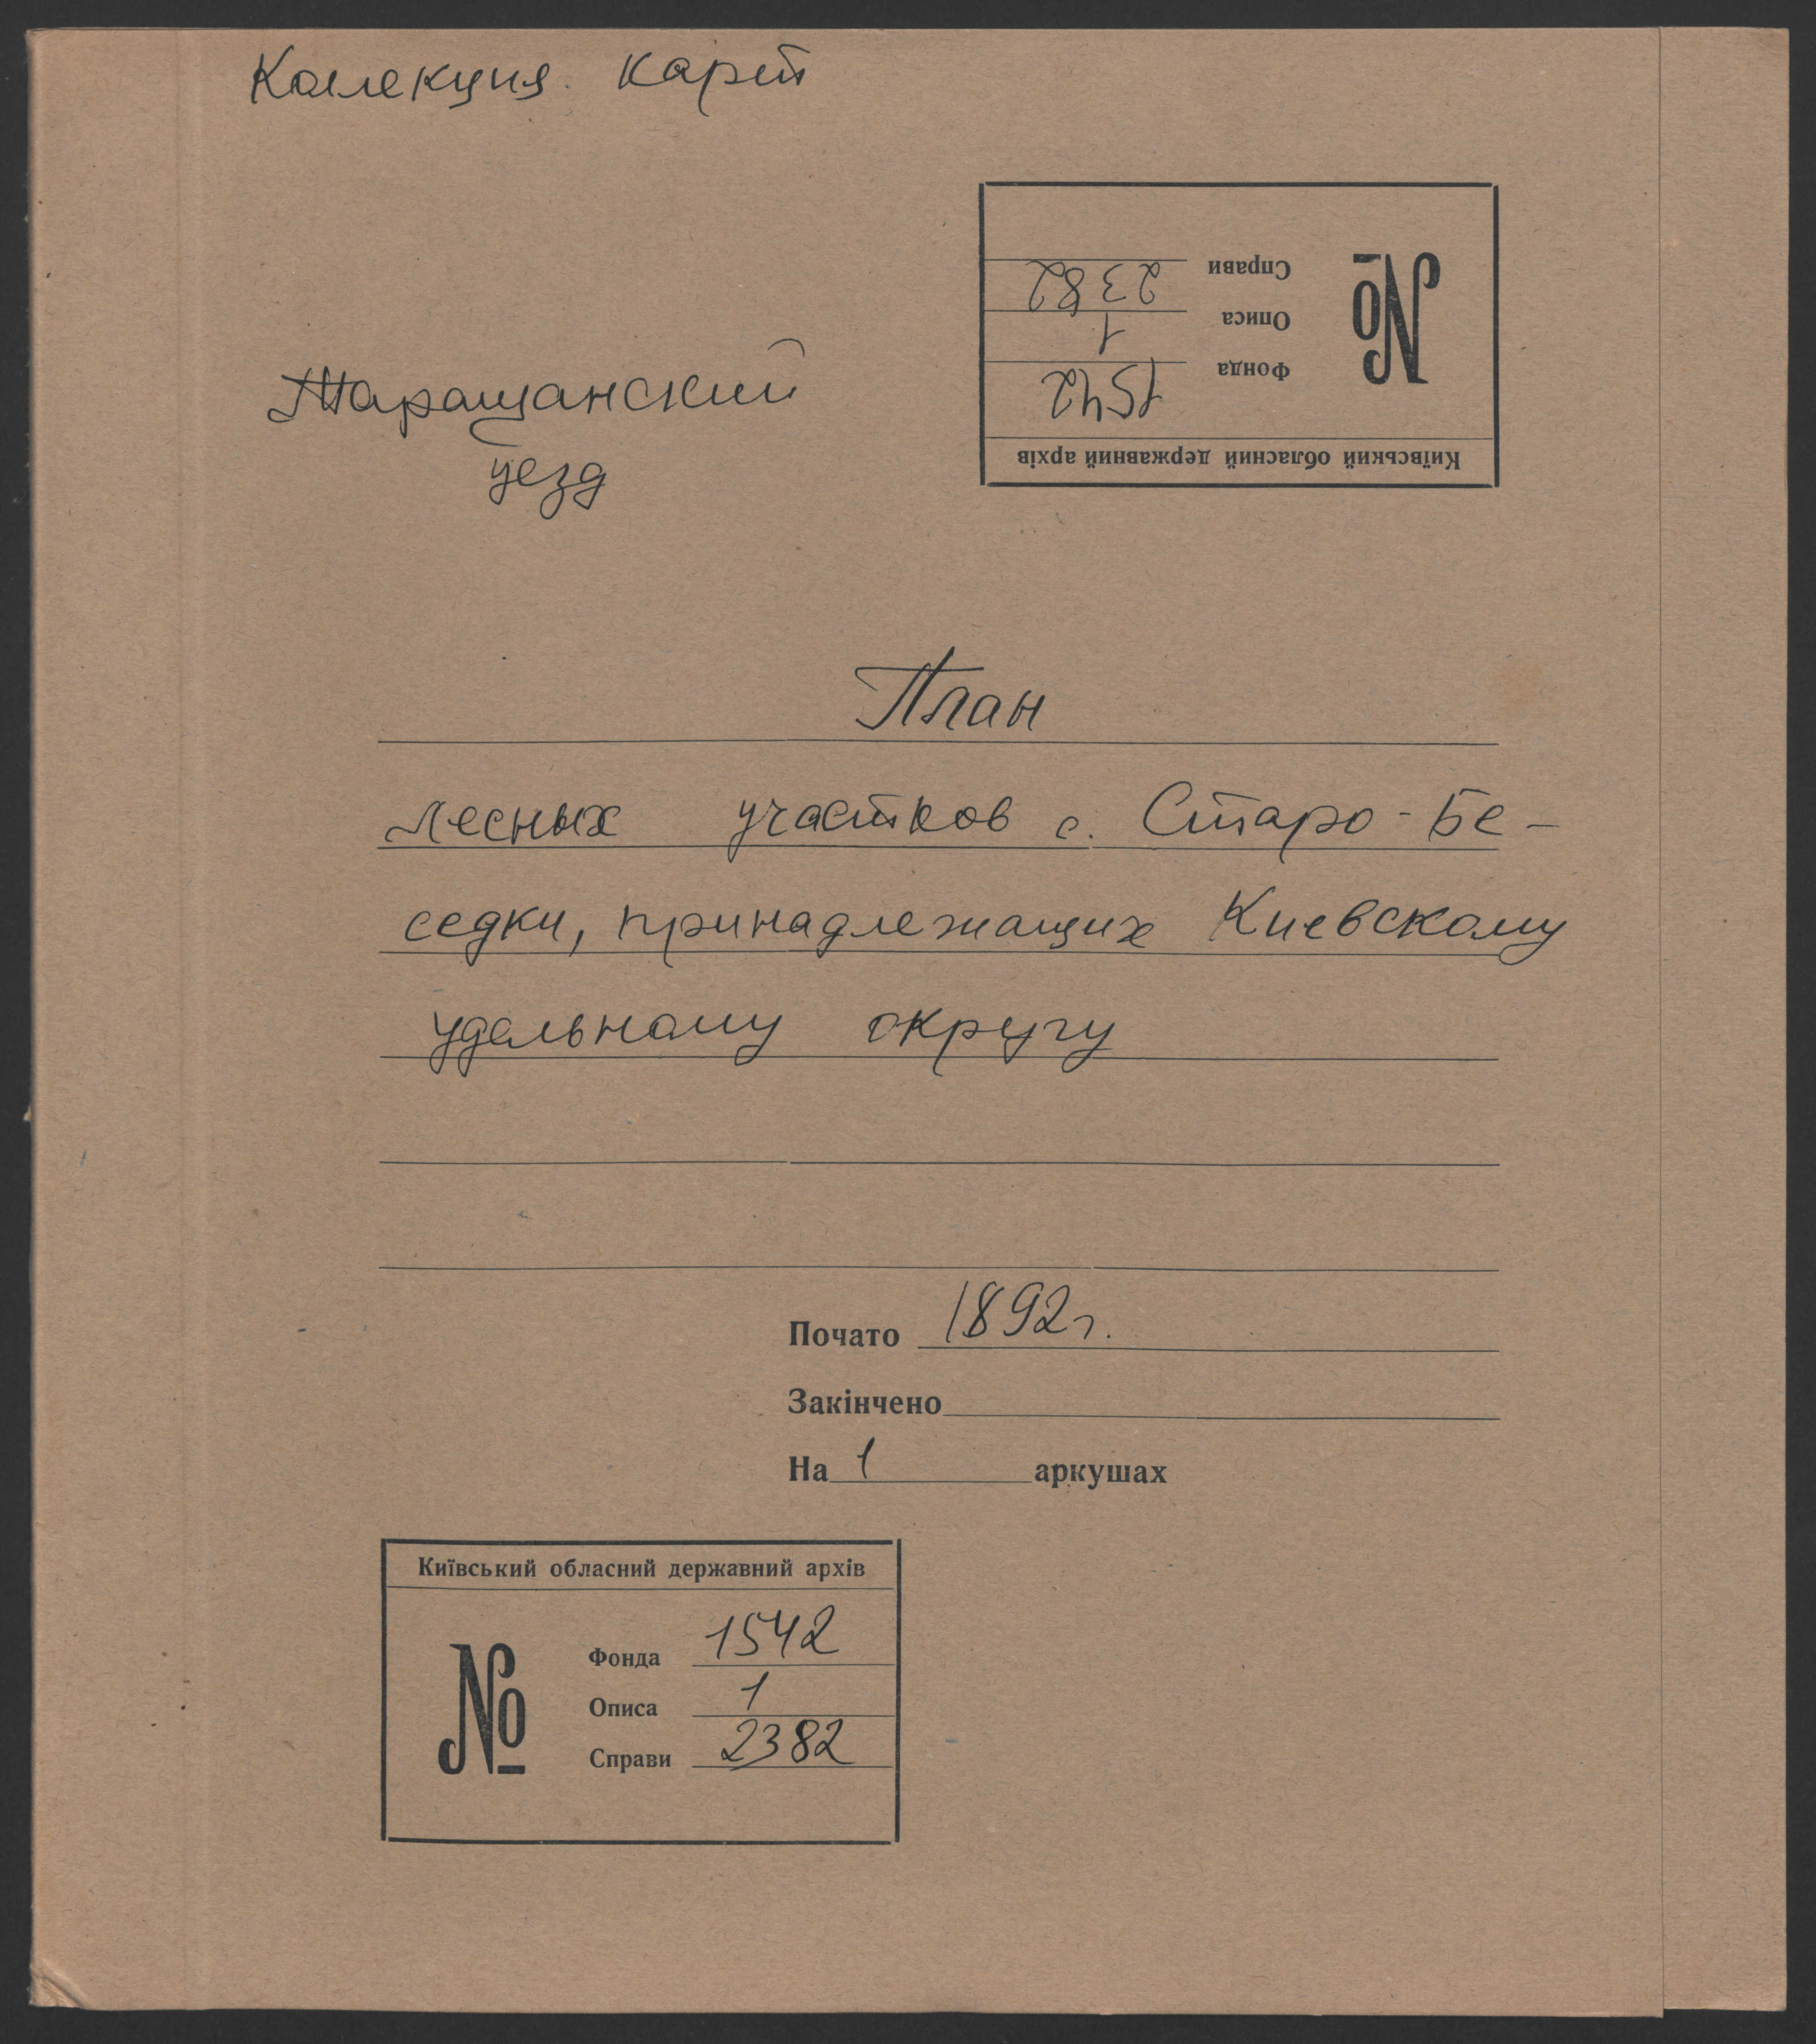 Коллекция карт
Київський обласний державний архів
№
Фонда 1542
Описа 1
Справи 2382
Таращанский
уезд
План
лесных участков с. Старо-Бе-
седки, принадлежащих Киевскому
удельному округу
Почато 1892 г.
Закінчено
На 1 аркушах
Київський обласний державний архів
№
Фонда 1542
Описа 1
Справи 2382